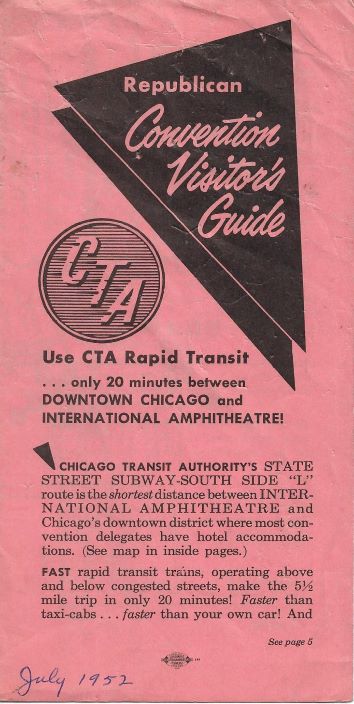 Republican
Convention
Visitor's
Guide
CTA
Use CTA Rapid Transit
. . . only 20 minutes between
DOWNTOWN CHICAGO and
INTERNATIONAL AMPHITHEATRE!
CHICAGO TRANSIT AUTHORITY'S STATE
STREET SUBWAY-SOUTH SIDE "L"
route is the shortest distance between INTER-
NATIONAL AMPHITHEATRE and
Chicago's downtown district where most con-
vention delegates have hotel accommoda-
tions. (See map in inside pages.)
FAST rapid transit trains, operating above
and below congested streets, make the 5½
mile trip in only 20 minutes! Faster than
taxi-cabs . . . faster than your own car! And
See page 5
July 1952